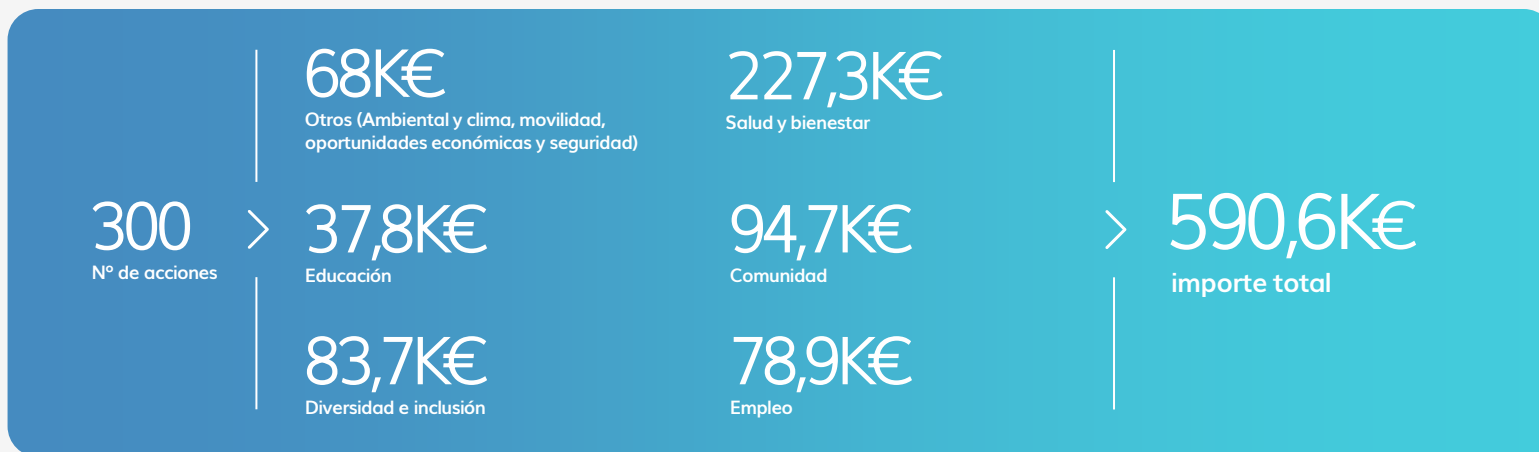 300
Nº de acciones
68K€
Otros (Ambiental y clima, movilidad,
oportunidades económicas y seguridad)
37,8K€
Educación
83,7K€
Diversidad e inclusión
227,3K€
Salud y bienestar
94,7K€
Comunidad
78,9K€
Empleo
590,6K€
importe total